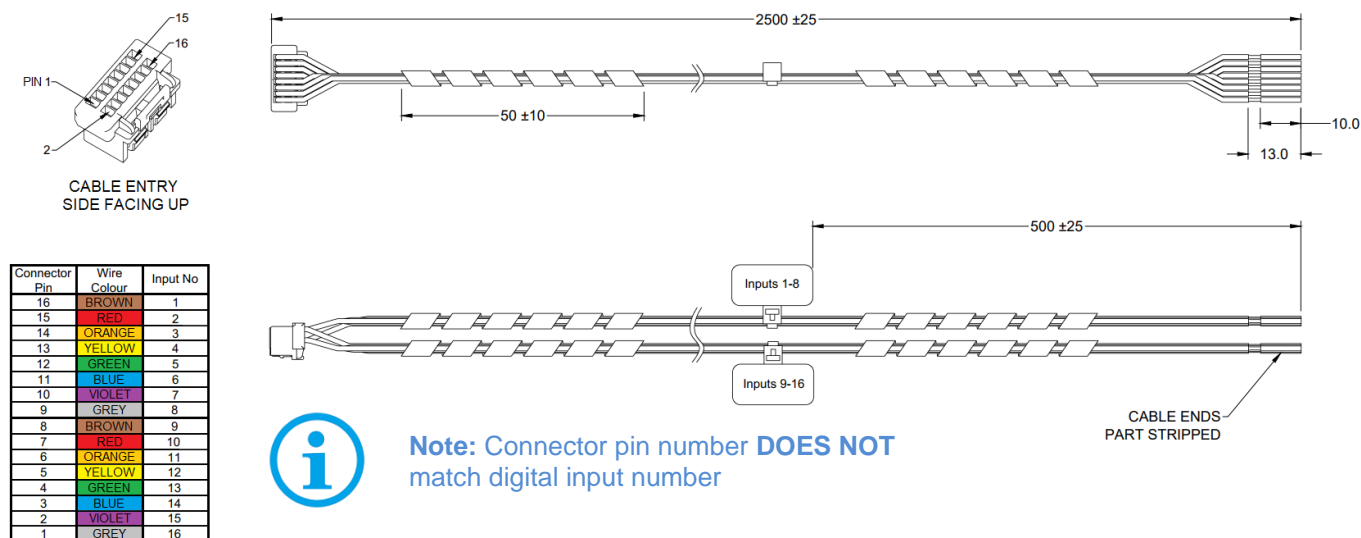 15
16
PIN 1
2
CABLE ENTRY
SIDE FACING UP
2500 ±25
50 ±10
10.0
13.0
500 ±25
Inputs 1-8
Inputs 9-16
CABLE ENDS
PART STRIPPED
Connector Pin Wire Colour Input No
16 BROWN 1
15 RED 2
14 ORANGE 3
13 YELLOW 4
12 GREEN 5
11 BLUE 6
10 VIOLET 7
9 GREY 8
8 BROWN 9
7 RED 10
6 ORANGE 11
5 YELLOW 12
4 GREEN 13
3 BLUE 14
2 VIOLET 15
1 GREY 16
i
Note: Connector pin number DOES NOT
match digital input number